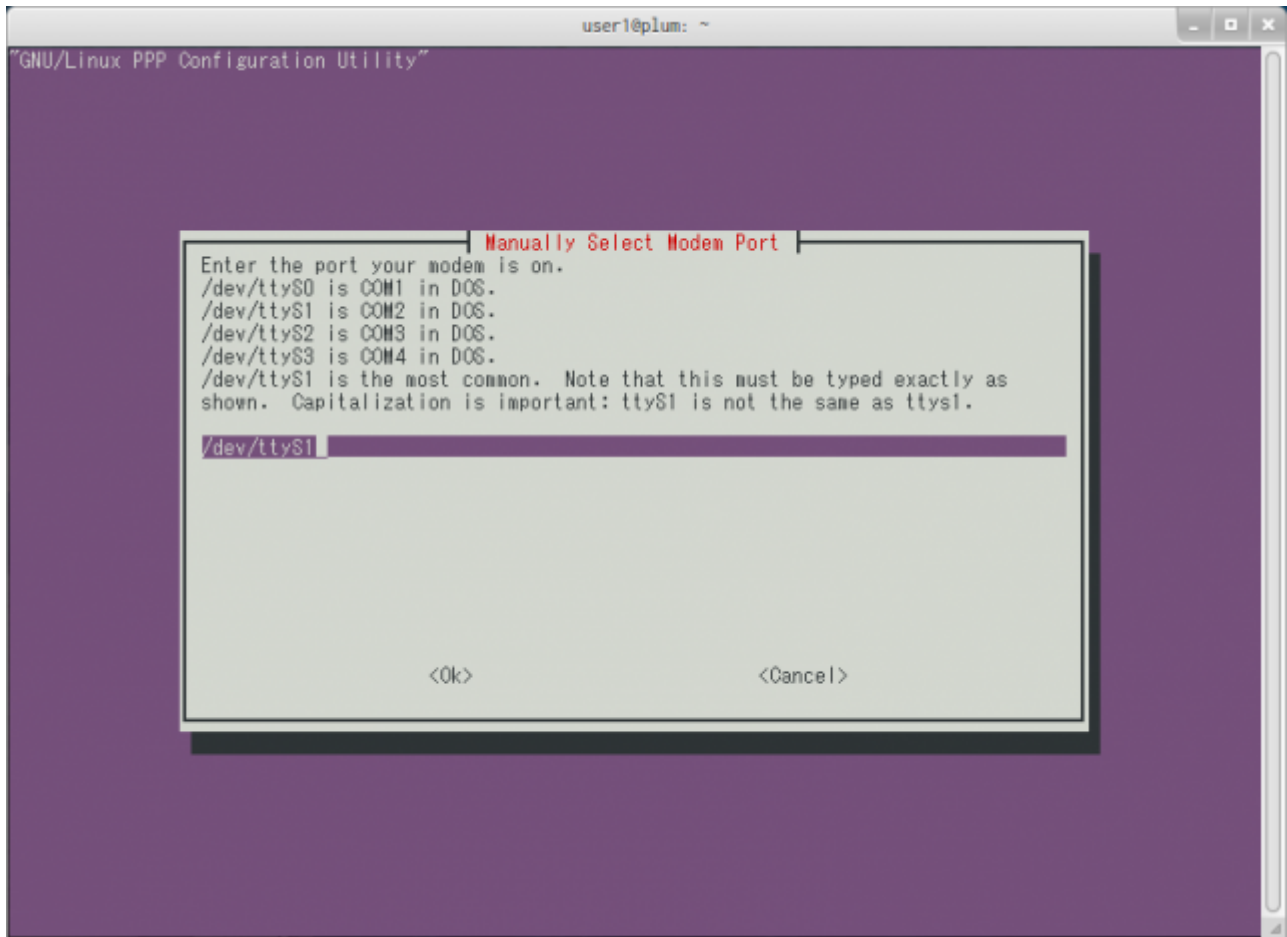 user1@plum: ~
"GNU/Linux PPP Configuration Utility"
Manually Select Modem Port
Enter the port your modem is on.
/dev/ttyS0 is COM1 in DOS.
/dev/ttyS1 is COM2 in DOS.
/dev/ttyS2 is COM3 in DOS.
/dev/ttyS3 is COM4 in DOS.
/dev/ttyS1 is the most common.  Note that this must be typed exactly as
shown.  Capitalization is important: ttyS1 is not the same as ttys1.
/dev/ttyS1
<Ok> <Cancel>